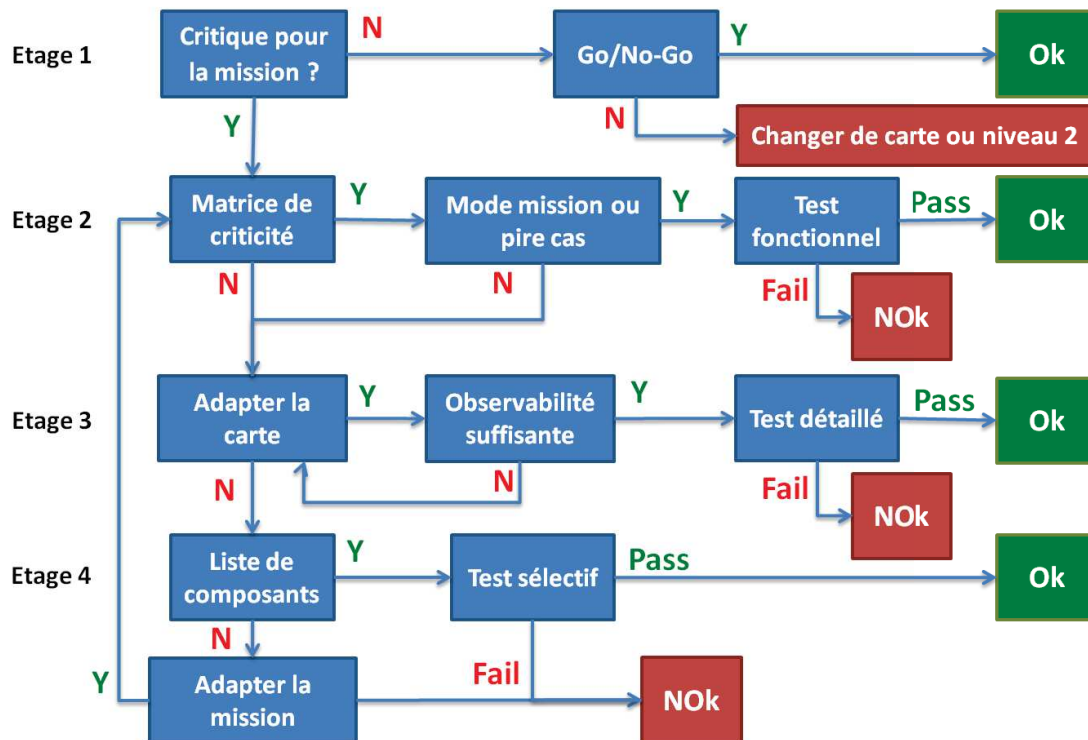 Etage 1
Critique pour
la mission ?
N
Go/No-Go
Y
Ok
Y
N
Changer de carte ou niveau 2
Etage 2
Matrice de
criticité
Y
Mode mission ou
pire cas
Y
Test
fonctionnel
Pass
Ok
N
N
Fail
NOk
Etage 3
Adapter la
carte
Y
Observabilité
suffisante
Y
Test détaillé
Pass
Ok
N
N
Fail
NOk
Etage 4
Liste de
composants
Y
Test sélectif
Pass
Ok
N
Y
Adapter la
mission
Fail
NOk